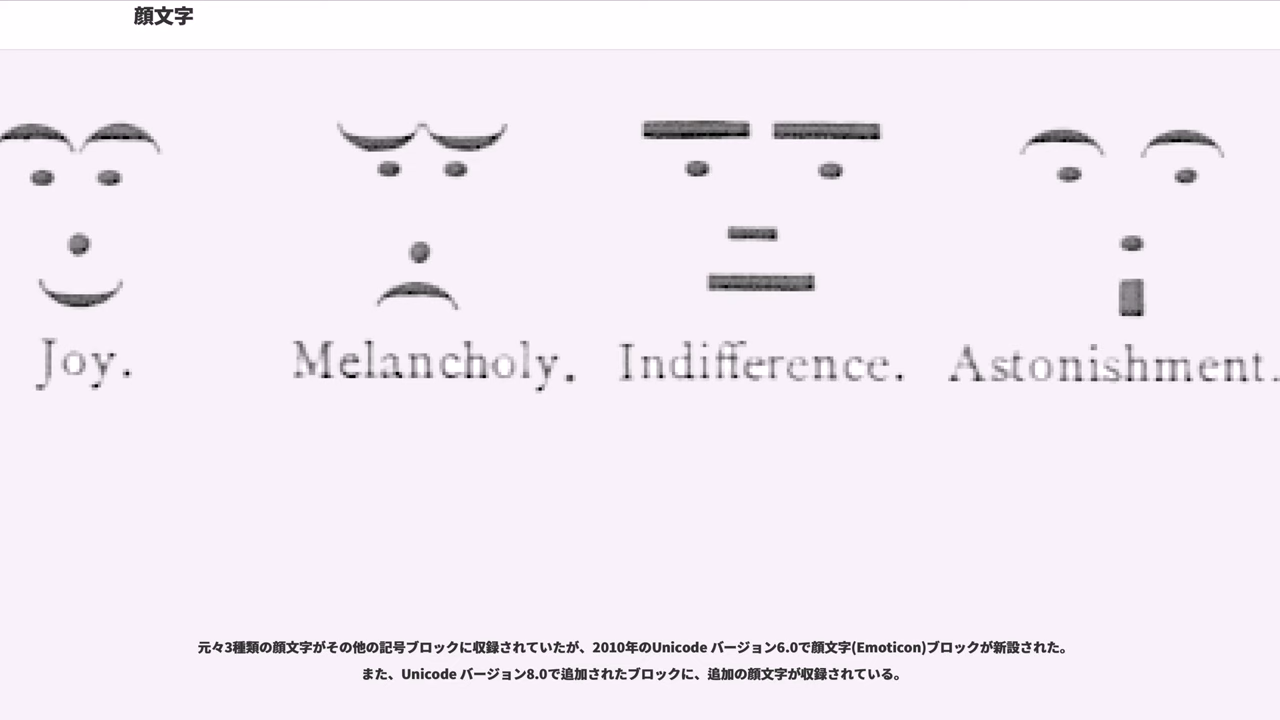 顔文字
Joy. Melancholy. Indifference. Astonishment.
元々3種類の顔文字がその他の記号ブロックに収録されていたが、2010年のUnicode バージョン6.0で顔文字(Emoticon)ブロックが新設された。
また、Unicode バージョン8.0で追加されたブロックに、追加の顔文字が収録されている。